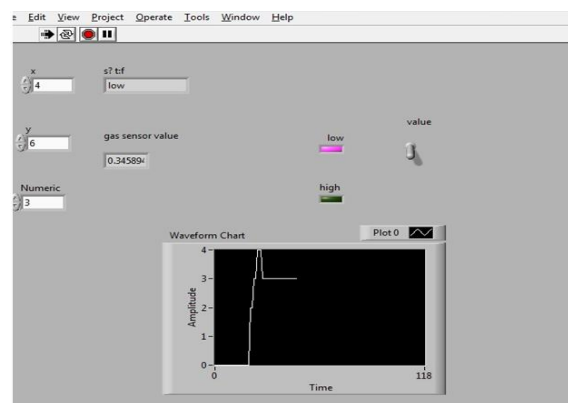 e Edit View Project Operate Tools Window Help
x
4
s? t:f
low
value
y
6
gas sensor value
0.34589
low
Numeric
3
high
Waveform Chart
Plot 0
4
3
2
1
0
Amplitude
0
118
Time